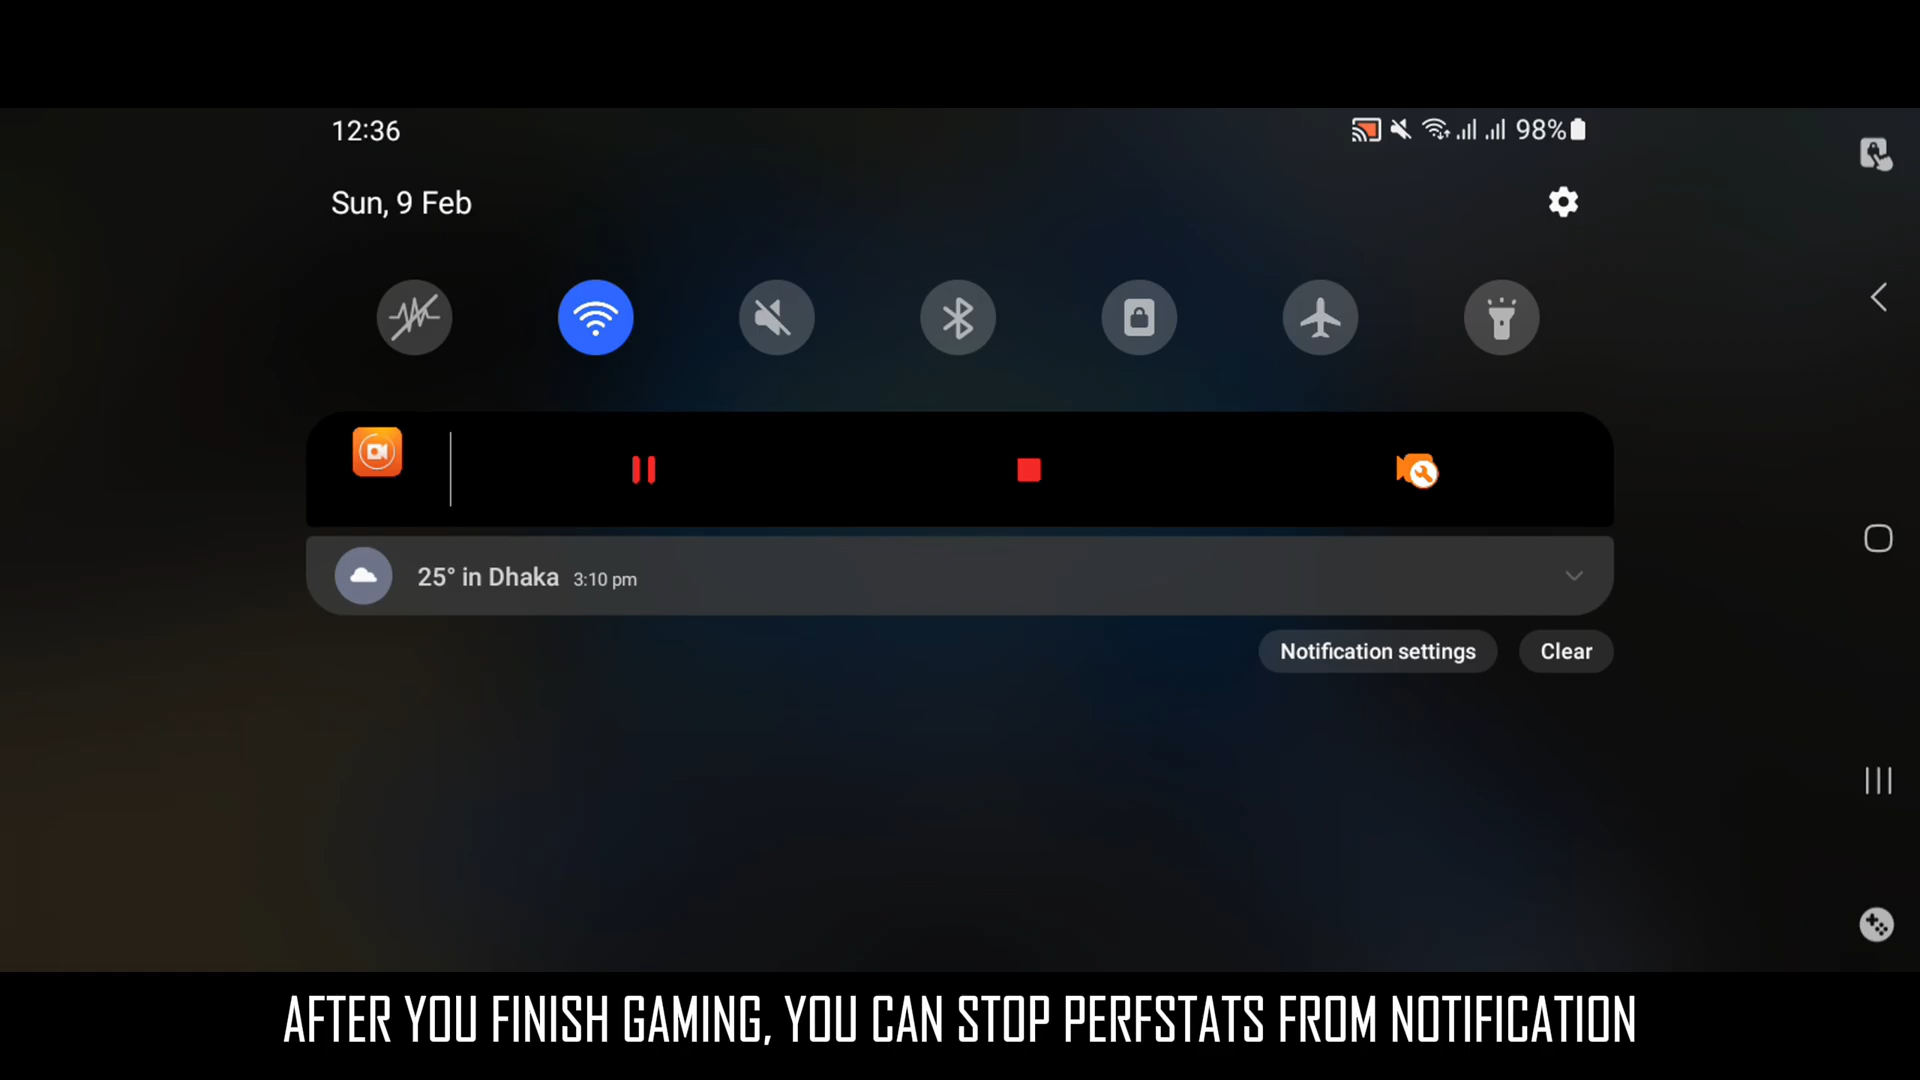 12:36
98%
Sun, 9 Feb
25° in Dhaka 3:10 pm
Notification settings Clear
AFTER YOU FINISH GAMING, YOU CAN STOP PERFSTATS FROM NOTIFICATION